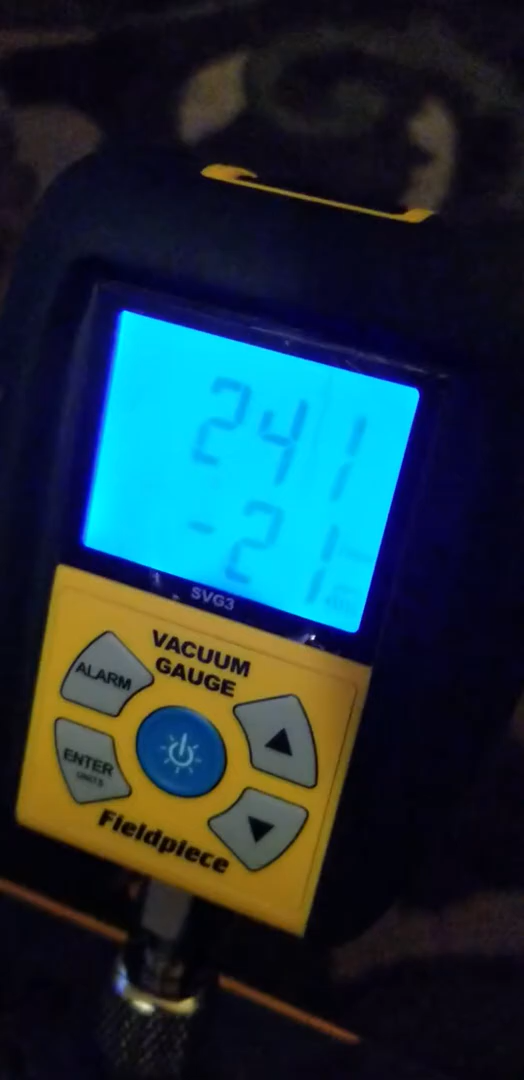 241
-21
SVG3
VACUUM
GAUGE
ALARM
ENTER
UNITS
Fieldpiece